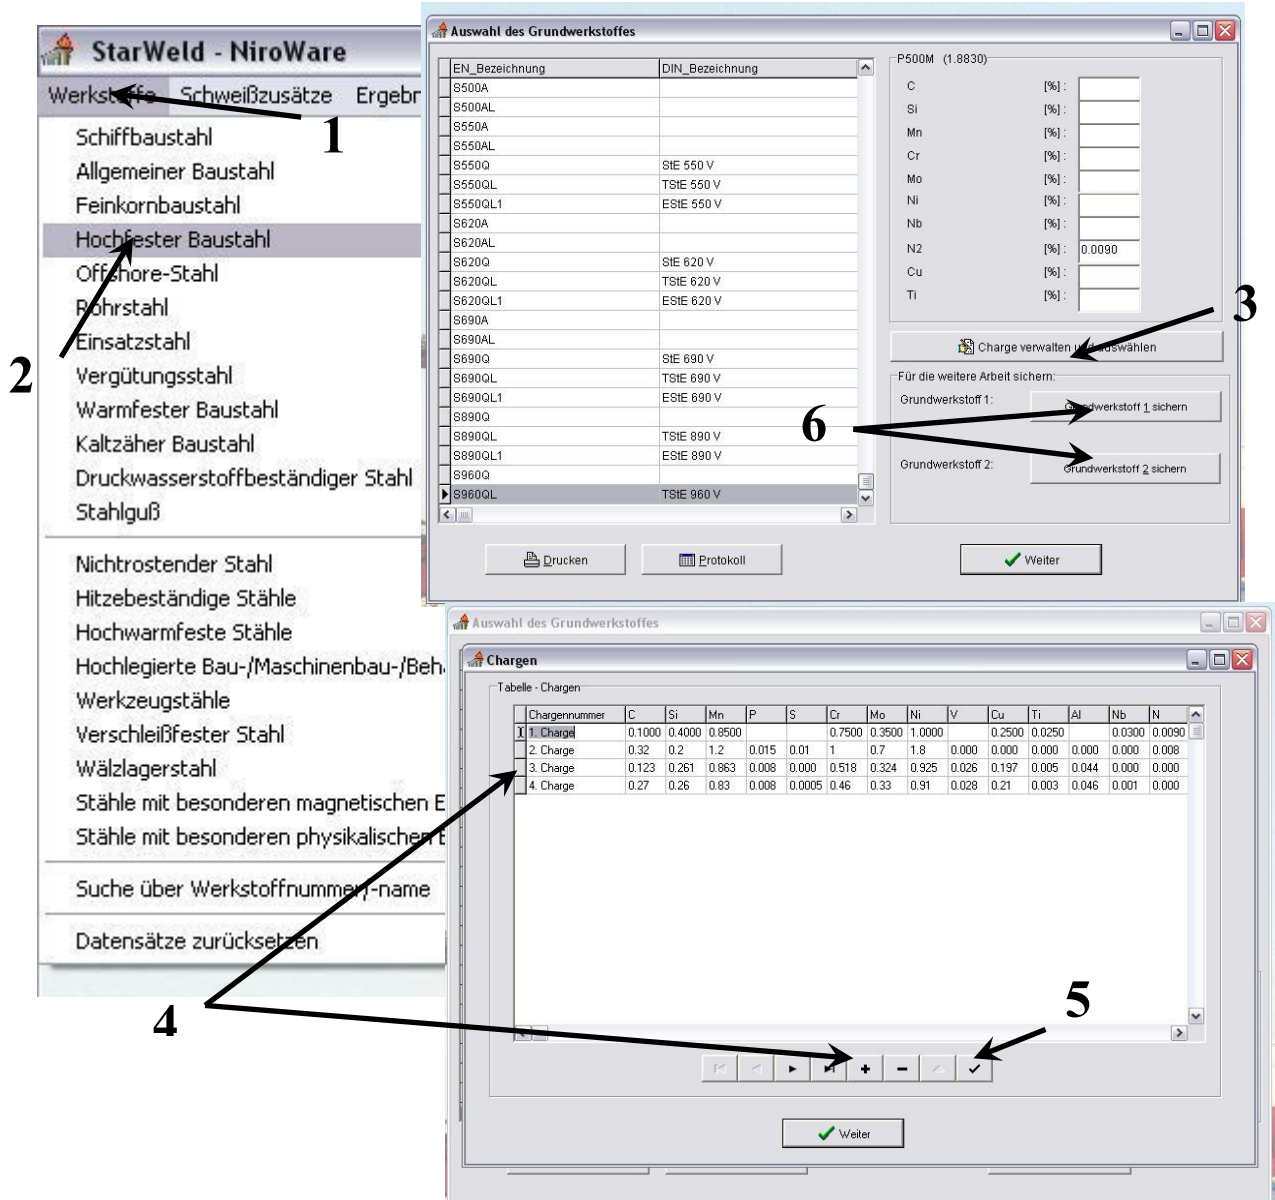 StarWeld - NiroWare
Werkstoffe Schweißzusätze Ergebr
1
Schiffbaustahl
Allgemeiner Baustahl
Feinkornbaustahl
Hochfester Baustahl
Offshore-Stahl
Rohrstahl
Einsatzstahl
2
Vergütungsstahl
Warmfester Baustahl
Kaltzäher Baustahl
Druckwasserstoffbeständiger Stahl
Stahlguß
Nichtrostender Stahl
Hitzebeständige Stähle
Hochwarmfeste Stähle
Hochlegierte Bau-/Maschinenbau-/Beh
Werkzeugstähle
Verschleißfester Stahl
Wälzlagerstahl
Stähle mit besonderen magnetischen E
Stähle mit besonderen physikalischen E
Suche über Werkstoffnummer/-name
Datensätze zurücksetzen
4
Auswahl des Grundwerkstoffes
EN_Bezeichnung DIN_Bezeichnung
S500A
S500AL
S550A
S550AL
S550Q StE 550 V
S550QL TStE 550 V
S550QL1 EStE 550 V
S620A
S620AL
S620Q StE 620 V
S620QL TStE 620 V
S620QL1 EStE 620 V
S690A
S690AL
S690Q StE 690 V
S690QL TStE 690 V
S690QL1 EStE 690 V
S890Q
S890QL TStE 890 V
S890QL1 EStE 890 V
S960Q
S960QL TStE 960 V
P500M (1.8830)
C [%] :
Si [%] :
Mn [%] :
Cr [%] :
Mo [%] :
Ni [%] :
Nb [%] :
N2 [%] : 0.0090
Cu [%] :
Ti [%] :
3
Charge verwalten und auswählen
Für die weitere Arbeit sichern:
Grundwerkstoff 1: Grundwerkstoff 1 sichern
6
Grundwerkstoff 2: Grundwerkstoff 2 sichern
Drucken Protokoll Weiter
Auswahl des Grundwerkstoffes
Chargen
Tabelle - Chargen
Chargennummer C Si Mn P S Cr Mo Ni V Cu Ti Al Nb N
1. Charge 0.1000 0.4000 0.8500 0.7500 0.3500 1.0000 0.2500 0.0250 0.0300 0.0090
2. Charge 0.32 0.2 1.2 0.015 0.01 1 0.7 1.8 0.000 0.000 0.000 0.000 0.000 0.008
3. Charge 0.123 0.261 0.863 0.008 0.000 0.518 0.324 0.925 0.026 0.197 0.005 0.044 0.000 0.000
4. Charge 0.27 0.26 0.83 0.008 0.0005 0.46 0.33 0.91 0.028 0.21 0.003 0.046 0.001 0.000
5
Weiter